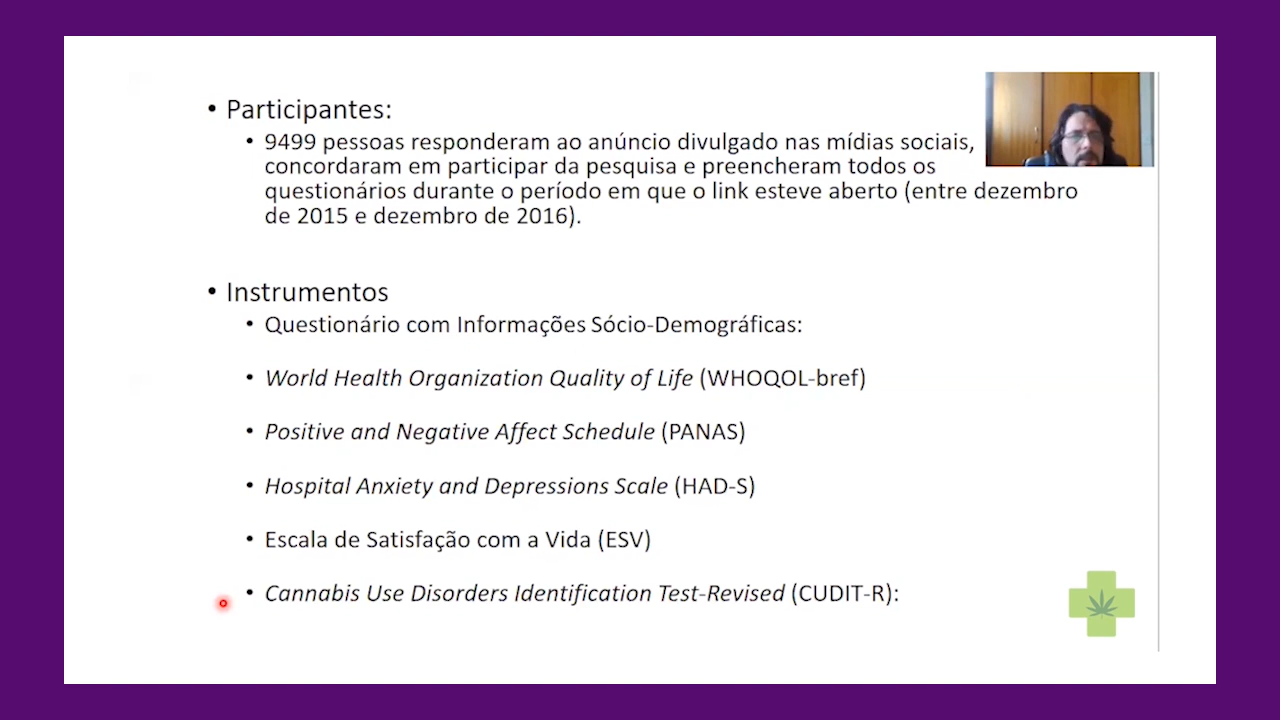 • Participantes:
• 9499 pessoas responderam ao anúncio divulgado nas mídias sociais,
concordaram em participar da pesquisa e preencheram todos os
questionários durante o período em que o link esteve aberto (entre dezembro
de 2015 e dezembro de 2016).
• Instrumentos
• Questionário com Informações Sócio-Demográficas:
• World Health Organization Quality of Life (WHOQOL-bref)
• Positive and Negative Affect Schedule (PANAS)
• Hospital Anxiety and Depressions Scale (HAD-S)
• Escala de Satisfação com a Vida (ESV)
• Cannabis Use Disorders Identification Test-Revised (CUDIT-R):